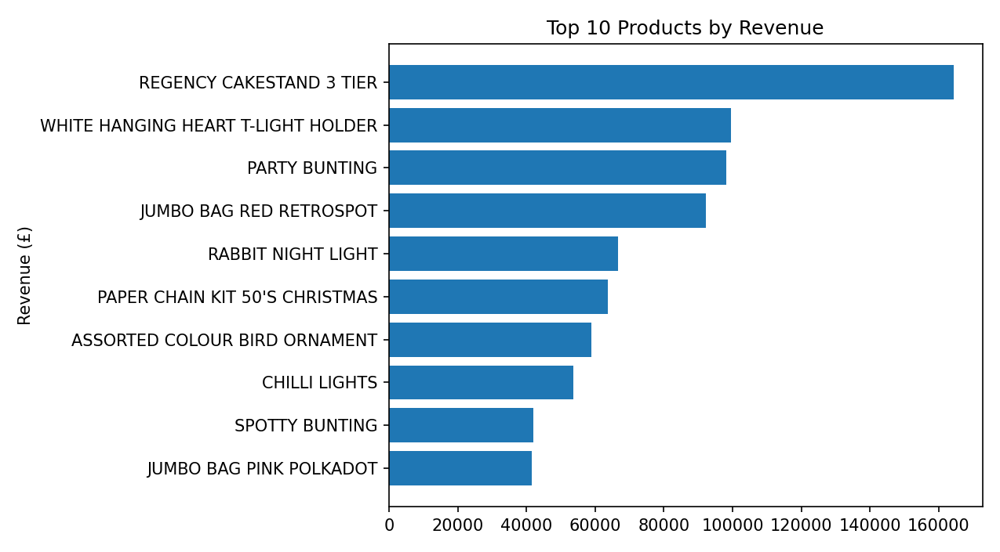 Top 10 Products by Revenue
REGENCY CAKESTAND 3 TIER
WHITE HANGING HEART T-LIGHT HOLDER
PARTY BUNTING
JUMBO BAG RED RETROSPOT
RABBIT NIGHT LIGHT
PAPER CHAIN KIT 50'S CHRISTMAS
ASSORTED COLOUR BIRD ORNAMENT
CHILLI LIGHTS
SPOTTY BUNTING
JUMBO BAG PINK POLKADOT
Revenue (£)
0 20000 40000 60000 80000 100000 120000 140000 160000